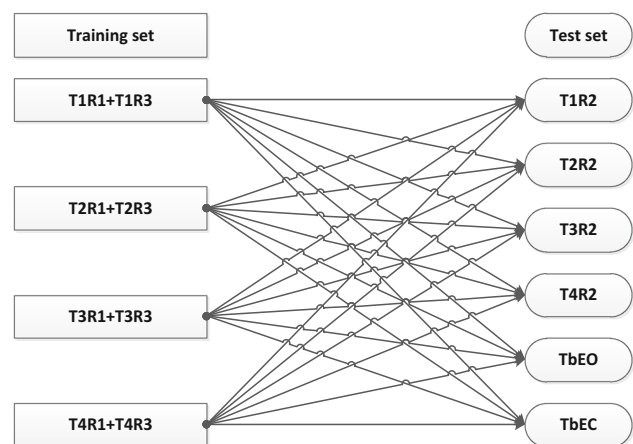 Training set
Test set
T1R1+T1R3
T1R2
T2R2
T2R1+T2R3
T3R2
T4R2
T3R1+T3R3
TbEO
T4R1+T4R3
TbEC